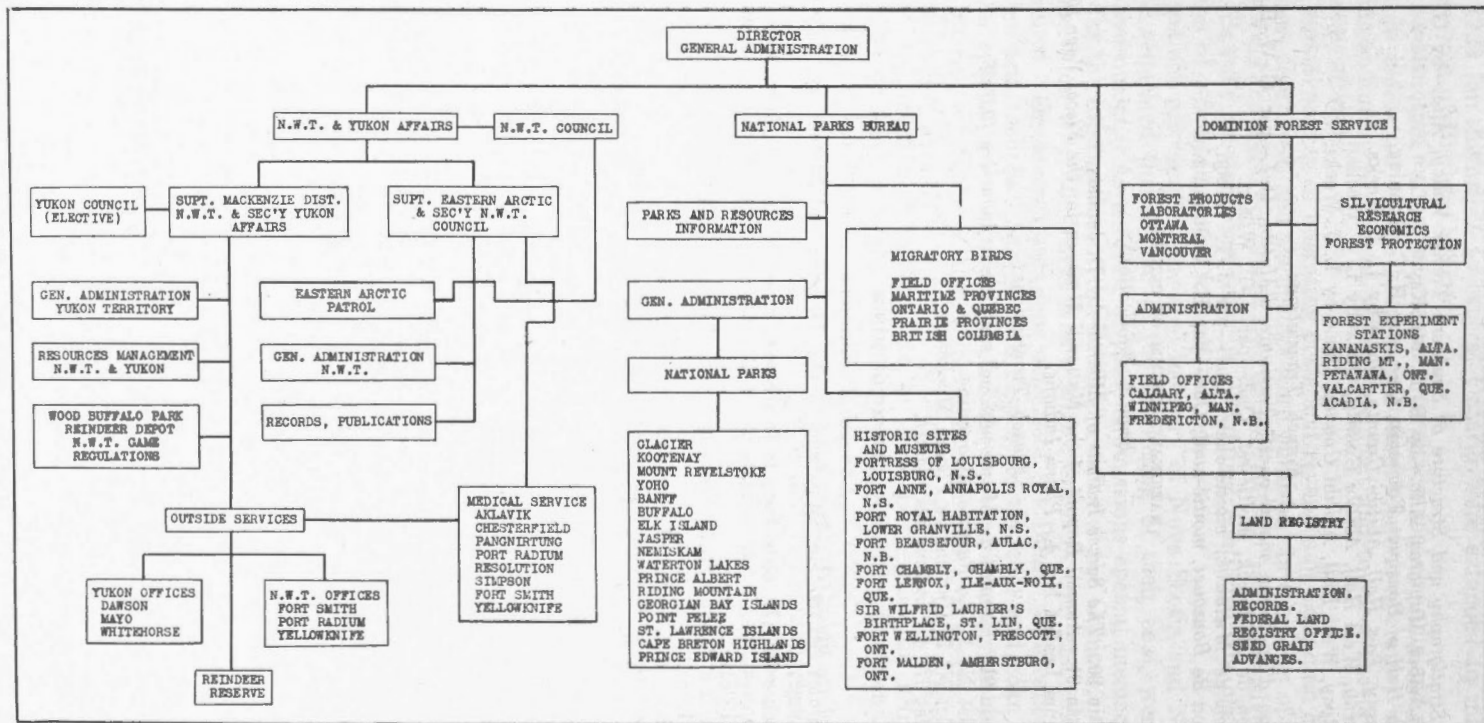 DIRECTOR
GENERAL ADMINISTRATION
N.W.T. & YUKON AFFAIRS
N.W.T. COUNCIL
NATIONAL PARKS BUREAU
DOMINION FOREST SERVICE
YUKON COUNCIL
(ELECTIVE)
SUPT. MACKENZIE DIST.
N.W.T. & SEC'Y YUKON
AFFAIRS
SUPT. EASTERN ARCTIC
& SEC'Y N.W.T.
COUNCIL
PARKS AND RESOURCES
INFORMATION
MIGRATORY BIRDS
FIELD OFFICES
MARITIME PROVINCES
ONTARIO & QUEBEC
PRAIRIE PROVINCES
BRITISH COLUMBIA
FOREST PRODUCTS
LABORATORIES
OTTAWA
MONTREAL
VANCOUVER
SILVICULTURAL
RESEARCH
ECONOMICS
FOREST PROTECTION
GEN. ADMINISTRATION
YUKON TERRITORY
EASTERN ARCTIC
PATROL
GEN. ADMINISTRATION
ADMINISTRATION
FOREST EXPERIMENT
STATIONS
KANANASKIS, ALTA.
RIDING MT., MAN.
PETAWAWA, ONT.
VALCARTIER, QUE.
ACADIA, N.B.
RESOURCES MANAGEMENT
N.W.T. & YUKON
GEN. ADMINISTRATION
N.W.T.
NATIONAL PARKS
FIELD OFFICES
CALGARY, ALTA.
WINNIPEG, MAN.
FREDERICTON, N.B.
WOOD BUFFALO PARK
REINDEER DEPOT
N.W.T. GAME
REGULATIONS
RECORDS, PUBLICATIONS
GLACIER
KOOTENAY
MOUNT REVELSTOKE
YOHO
BANFF
BUFFALO
ELK ISLAND
JASPER
NEMISKAM
WATERTON LAKES
PRINCE ALBERT
RIDING MOUNTAIN
GEORGIAN BAY ISLANDS
POINT PELEE
ST. LAWRENCE ISLANDS
CAPE BRETON HIGHLANDS
PRINCE EDWARD ISLAND
HISTORIC SITES
AND MUSEUMS
FORTRESS OF LOUISBOURG,
LOUISBURG, N.S.
FORT ANNE, ANNAPOLIS ROYAL,
N.S.
PORT ROYAL HABITATION,
LOWER GRANVILLE, N.S.
FORT BEAUSEJOUR, AULAC,
N.B.
FORT CHAMBLY, CHAMBLY, QUE.
FORT LENNOX, ILE-AUX-NOIX,
QUE.
SIR WILFRID LAURIER'S
BIRTHPLACE, ST. LIN, QUE.
FORT WELLINGTON, PRESCOTT,
ONT.
FORT MALDEN, AMHERSTBURG,
ONT.
OUTSIDE SERVICES
MEDICAL SERVICE
AKLAVIK
CHESTERFIELD
PANGNIRTUNG
PORT RADIUM
RESOLUTION
SIMPSON
FORT SMITH
YELLOWKNIFE
LAND REGISTRY
YUKON OFFICES
DAWSON
MAYO
WHITEHORSE
N.W.T. OFFICES
FORT SMITH
PORT RADIUM
YELLOWKNIFE
ADMINISTRATION.
RECORDS.
FEDERAL LAND
REGISTRY OFFICE.
SEED GRAIN
ADVANCES.
REINDEER
RESERVE